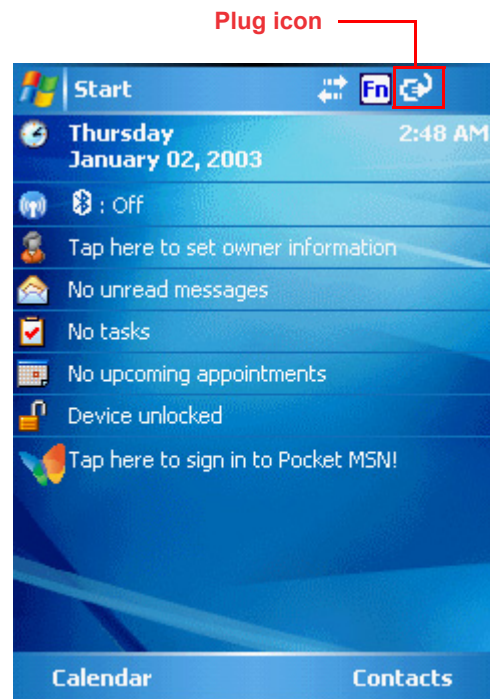 Plug icon
Start Fn
Thursday 2:48 AM
January 02, 2003
: Off
Tap here to set owner information
No unread messages
No tasks
No upcoming appointments
Device unlocked
Tap here to sign in to Pocket MSN!
Calendar Contacts